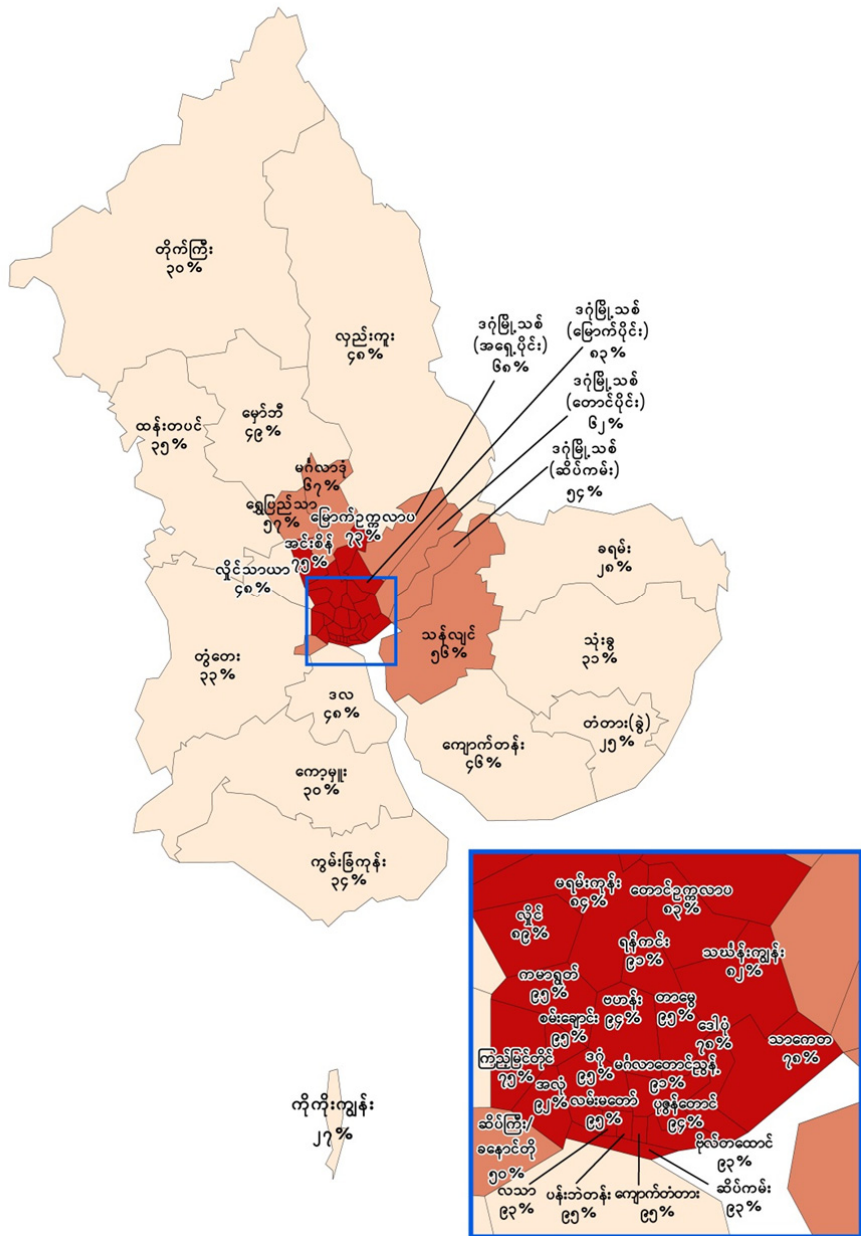 တိုက်ကြီး
၃၀%
လှည်းကူး
၄၈%
ဒဂုံမြို့သစ်
(အရှေ့ပိုင်း)
၆၈%
ဒဂုံမြို့သစ်
(မြောက်ပိုင်း)
၈၃%
ဒဂုံမြို့သစ်
(တောင်ပိုင်း)
၆၂%
ဒဂုံမြို့သစ်
(ဆိပ်ကမ်း)
၅၄%
ထန်းတပင်
၃၅%
မှော်ဘီ
၄၉%
မင်္ဂလာဒုံ
၆၇%
ရွှေပြည်သာ
၅၇%
မြောက်ဥက္ကလာပ
၇၃%
အင်းစိန်
၇၅%
လှိုင်သာယာ
၄၈%
ခရမ်း
၂၈%
သန်လျင်
၅၆%
သုံးခွ
၃၁%
တွံတေး
၃၃%
ဒလ
၄၈%
တံတား(ခွဲ)
၂၅%
ကျောက်တန်း
၄၆%
ကော့မှူး
၃၀%
ကွမ်းခြံကုန်း
၃၄%
ကိုကိုးကျွန်း
၂၇%
မရမ်းကုန်း
၈၄%
တောင်ဥက္ကလာပ
၈၃%
လှိုင်
၈၉%
ရန်ကင်း
၉၁%
သင်္ဃန်းကျွန်း
၈၂%
ကမာရွတ်
၉၅%
ဗဟန်း
၉၄%
တာမွေ
၉၅%
စမ်းချောင်း
၉၅%
ဒေါပုံ
၇၈%
သာကေတ
၇၈%
ကြည့်မြင်တိုင်
၇၅%
ဒဂုံ
၉၅%
မင်္ဂလာတောင်ညွန့်
၉၁%
အလုံ
၉၂%
လမ်းမတော်
၉၅%
ပုဇွန်တောင်
၉၄%
ဆိပ်ကြီး/
ခနောင်တို
၅၀%
ဗိုလ်တထောင်
၉၃%
လသာ
၉၃%
ပန်းဘဲတန်း
၉၅%
ကျောက်တံတား
၉၅%
ဆိပ်ကမ်း
၉၃%